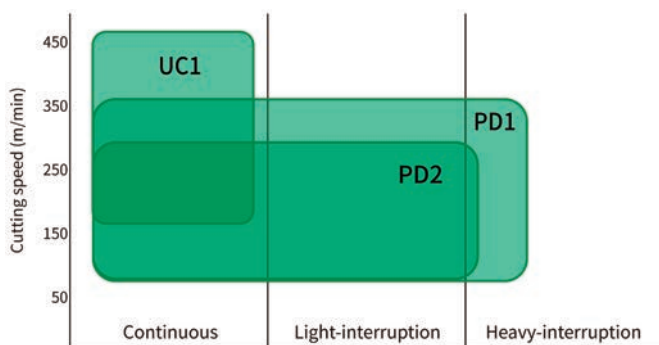 450
UC1
350
PD1
250
PD2
150
50
Cutting speed (m/min)
Continuous
Light-interruption
Heavy-interruption